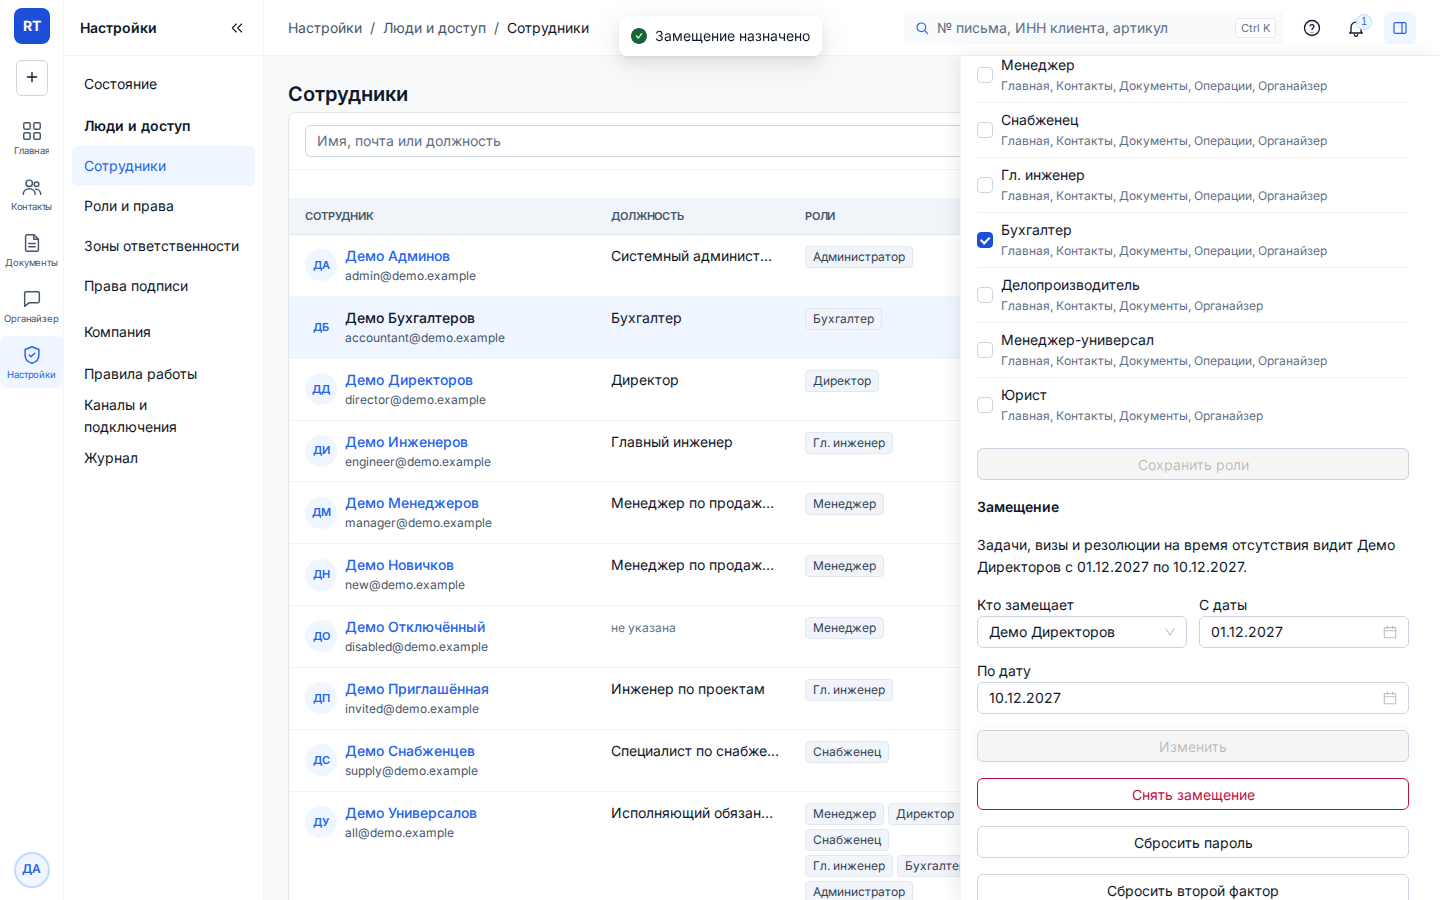 RT
Главная
Контакты
Документы
Органайзер
Настройки
ДА
Настройки
Состояние
Люди и доступ
Сотрудники
Роли и права
Зоны ответственности
Права подписи
Компания
Правила работы
Каналы и
подключения
Журнал
Настройки / Люди и доступ / Сотрудники
Замещение назначено
№ письма, ИНН клиента, артикул
Ctrl K
1
Сотрудники
Имя, почта или должность
СОТРУДНИК ДОЛЖНОСТЬ РОЛИ
ДА Демо Админов Системный админист... Администратор
admin@demo.example
ДБ Демо Бухгалтеров Бухгалтер Бухгалтер
accountant@demo.example
ДД Демо Директоров Директор Директор
director@demo.example
ДИ Демо Инженеров Главный инженер Гл. инженер
engineer@demo.example
ДМ Демо Менеджеров Менеджер по продаж... Менеджер
manager@demo.example
ДН Демо Новичков Менеджер по продаж... Менеджер
new@demo.example
ДО Демо Отключённый не указана Менеджер
disabled@demo.example
ДП Демо Приглашённая Инженер по проектам Гл. инженер
invited@demo.example
ДС Демо Снабженцев Специалист по снабже... Снабженец
supply@demo.example
ДУ Демо Универсалов Исполняющий обязан... Менеджер Директор
all@demo.example
Снабженец
Гл. инженер Бухгалте
Администратор
Менеджер
Главная, Контакты, Документы, Операции, Органайзер
Снабженец
Главная, Контакты, Документы, Операции, Органайзер
Гл. инженер
Главная, Контакты, Документы, Операции, Органайзер
Бухгалтер
Главная, Контакты, Документы, Операции, Органайзер
Делопроизводитель
Главная, Контакты, Документы, Органайзер
Менеджер-универсал
Главная, Контакты, Документы, Операции, Органайзер
Юрист
Главная, Контакты, Документы, Органайзер
Сохранить роли
Замещение
Задачи, визы и резолюции на время отсутствия видит Демо
Директоров с 01.12.2027 по 10.12.2027.
Кто замещает С даты
Демо Директоров 01.12.2027
По дату
10.12.2027
Изменить
Снять замещение
Сбросить пароль
Сбросить второй фактор